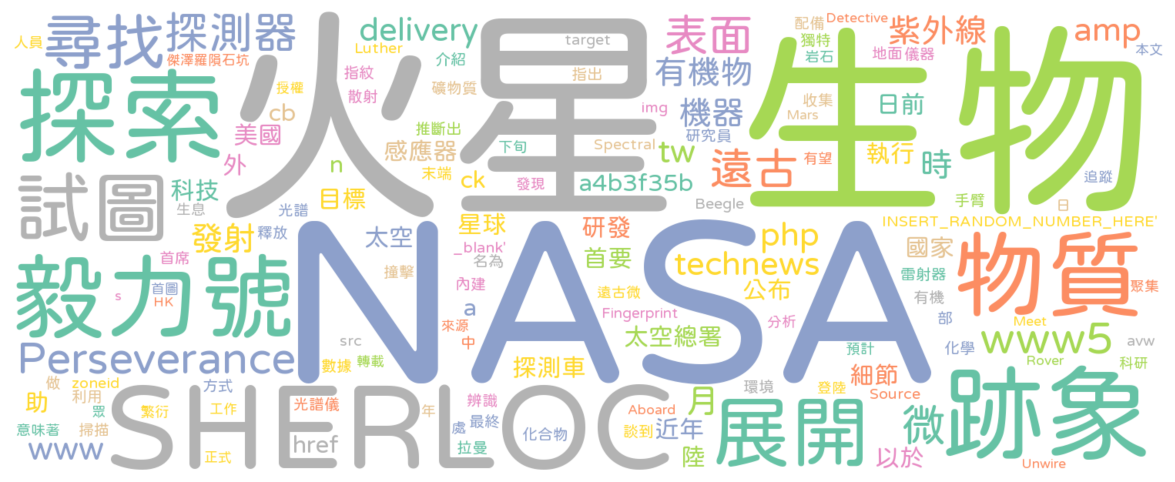 人員 尋找 探測器 delivery target 表面 配備 Detective 紫外線 amp
傑澤羅隕石坑 Luther 介紹 指出 有機物 獨特 岩石 地面 儀器 本文
探索 授權 指紋 散射 礦物質 火星 img 機器 收集 Mars 日前 生物
美國 cb 推斷出 感應器 Spectral 研究員 tw 遠古 有望 執行 時
外 n 下旬 末端 ck 發現 a4b3f35b 追蹤
試圖 科技 生息 光譜 目標 星球 研發 Beegle 手臂 日
INSERT_RANDOM_NUMBER_HERE'
發射 釋放 太空 _blank' 名為 首要 php 國家 物質
毅力號 首席 撞擊 內建 遠古微 technews 公布 雷射器 聚集
s 首圖 HK NASA a 來源 中 Fingerprint 太空總署 分析 有機 部 Meet www5
Perseverance src 數據 轉載 探測車 預計 化學 Rover avw 科研
助 做 zoneid 利用 方式 環境 登陸 細節 Source
眾 繁衍 工作 光譜儀 年 辨識 Aboard 月 展開 微 跡象
意味著 掃描 www 正式 SHERLOC href 處 最終 拉曼 化合物 談到 近年 陸 以於 Unwire